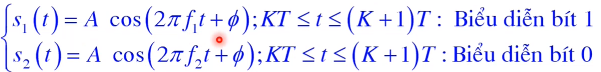 s₁(t) = A cos(2πf₁t + ϕ); KT ≤ t ≤ (K + 1)T : Biểu diễn bít 1
s₂(t) = A cos(2πf₂t + ϕ); KT ≤ t ≤ (K + 1)T : Biểu diễn bít 0